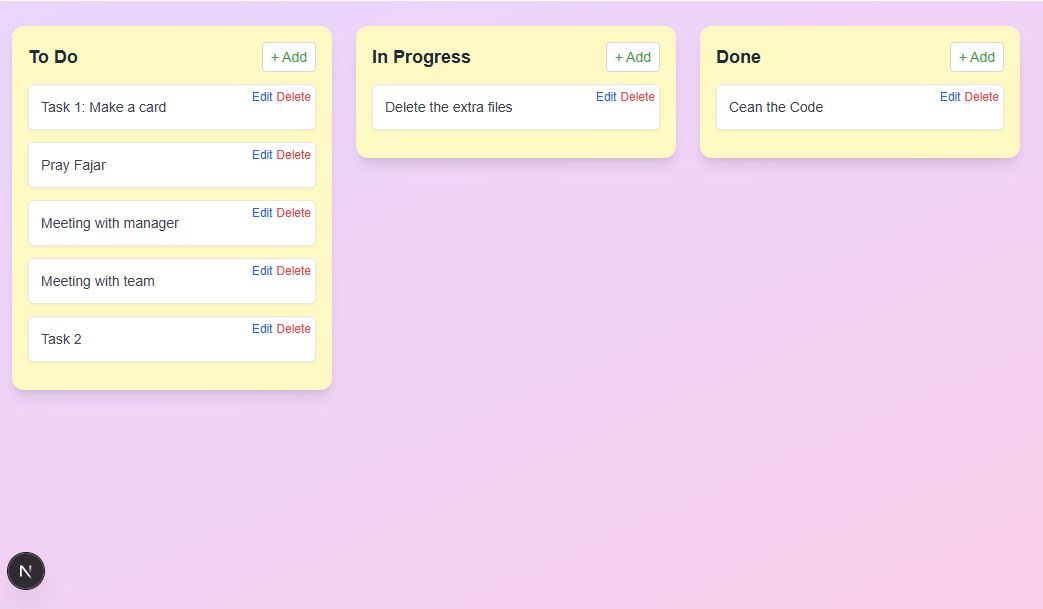 To Do
+ Add
Task 1: Make a card
Edit Delete
Pray Fajar
Edit Delete
Meeting with manager
Edit Delete
Meeting with team
Edit Delete
Task 2
Edit Delete
In Progress
+ Add
Delete the extra files
Edit Delete
Done
+ Add
Cean the Code
Edit Delete
N